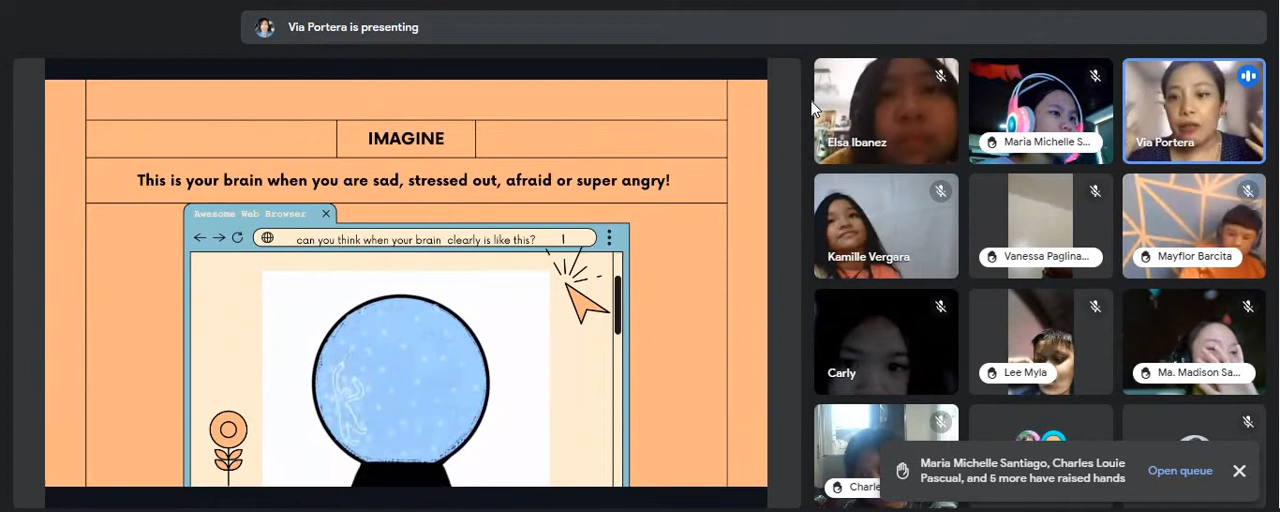 Via Portera is presenting
IMAGINE
This is your brain when you are sad, stressed out, afraid or super angry!
Awesome Web Browser
can you think when your brain clearly is like this?
Elsa Ibanez
Maria Michelle S...
Via Portera
Kamille Vergara
Vanessa Paglina...
Mayflor Barcita
Carly
Lee Myla
Ma. Madison Sa...
Charle
Maria Michelle Santiago, Charles Louie
Pascual, and 5 more have raised hands
Open queue